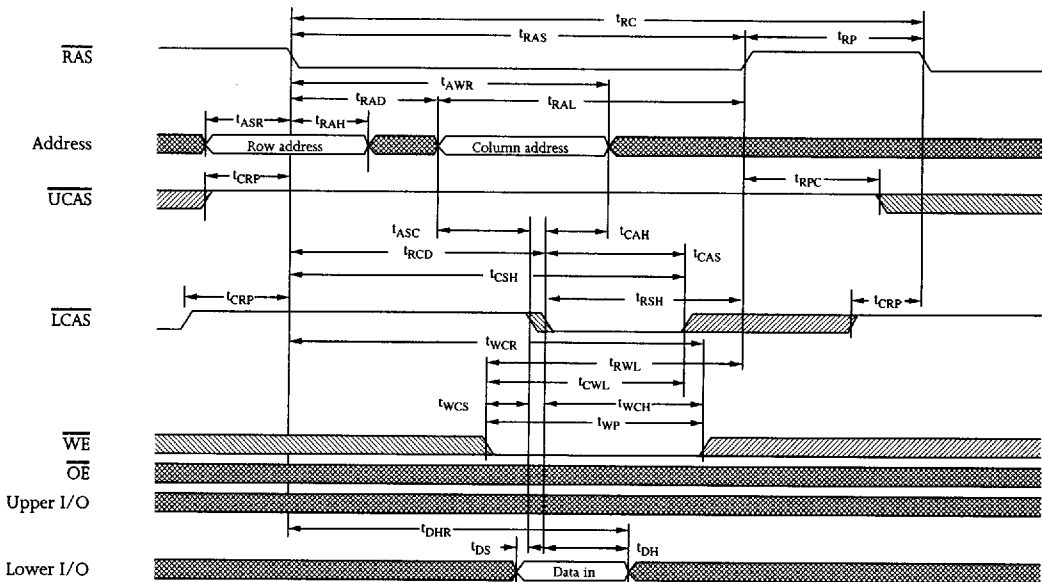 tRC
tRAS tRP
RAS
tAWR
tRAD tRAL
tASR tRAH
Address Row address Column address
tCRP tRPC
UCAS
tASC tCAH
tRCD tCAS
tCSH
tCRP tRSH tCRP
LCAS
tWCR
tRWL
tCWL
tWCS tWCH
tWP
WE
OE
Upper I/O
tDHR
tDS tDH
Lower I/O Data in